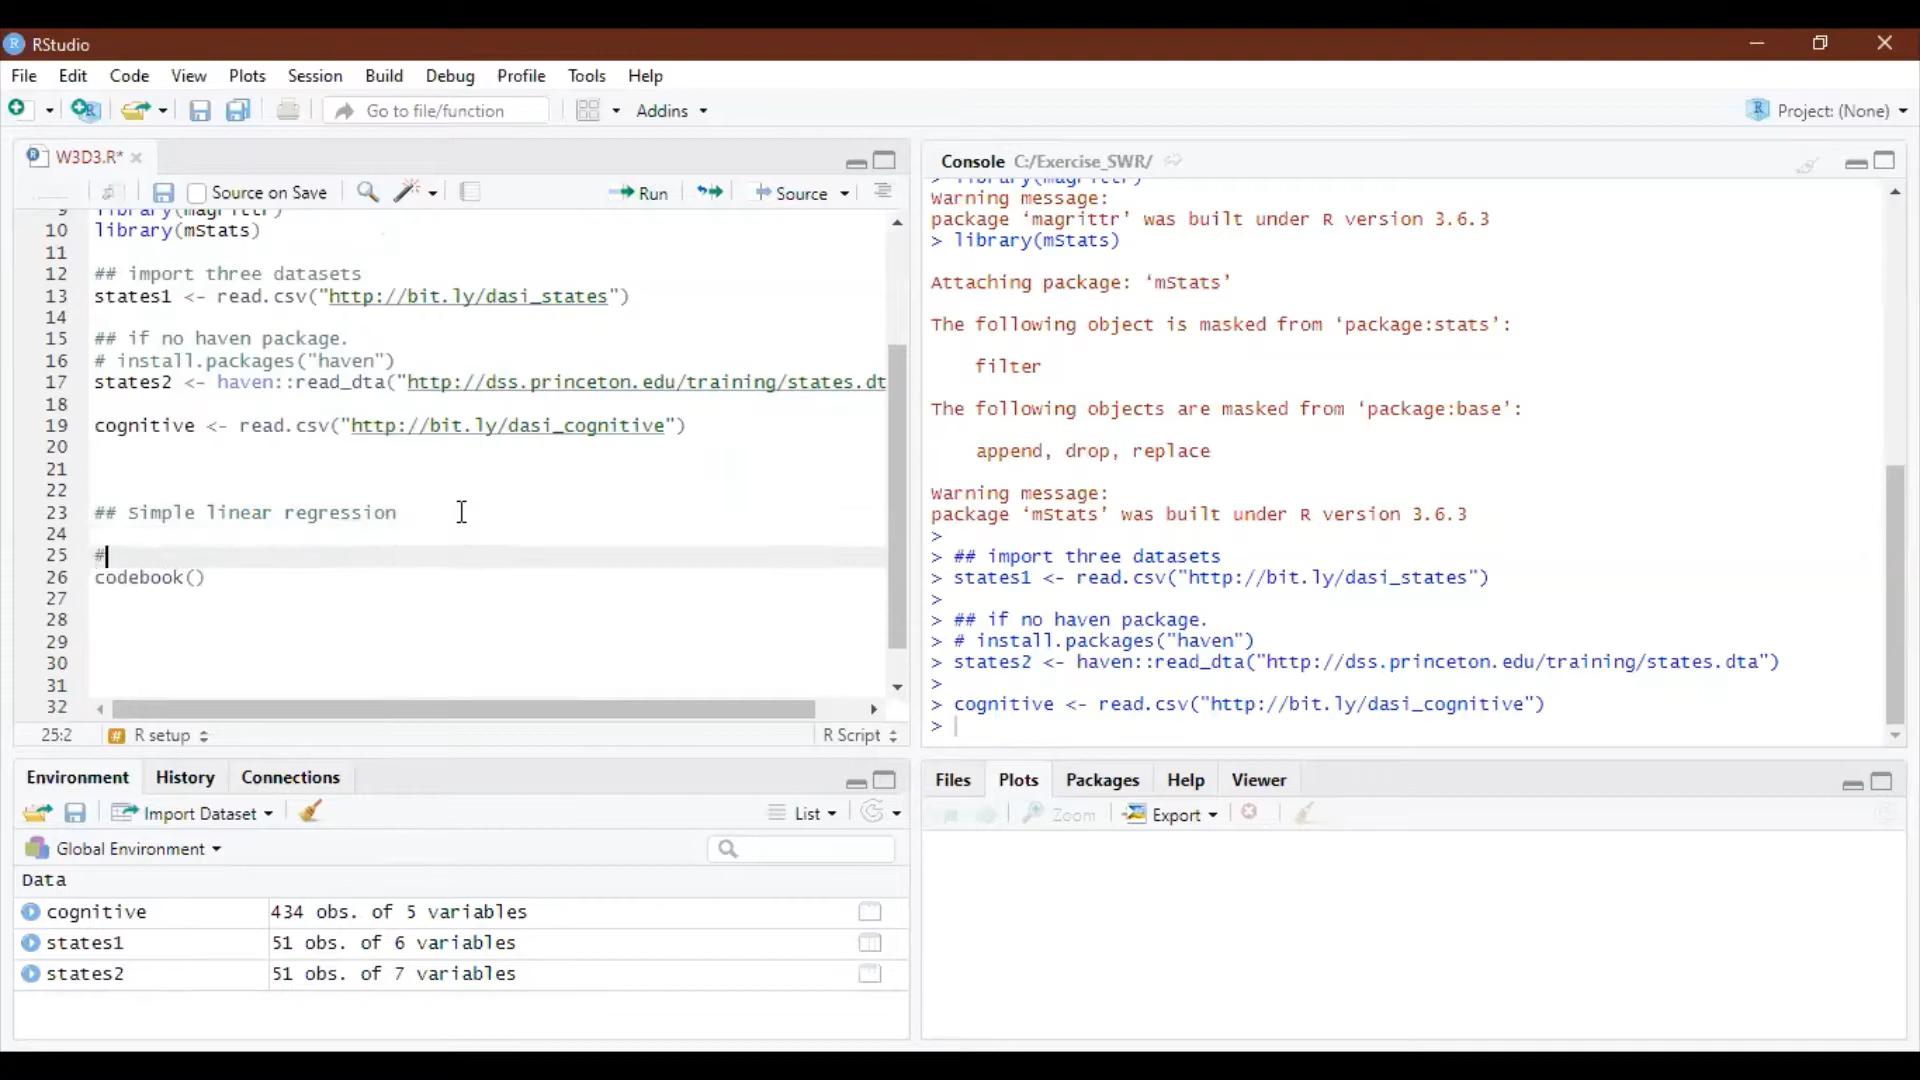 RStudio
File Edit Code View Plots Session Build Debug Profile Tools Help
Go to file/function Addins Project: (None)
W3D3.R*
Source on Save Run Source
9 library(magrittr)
10 library(mStats)
11
12 ## import three datasets
13 states1 <- read.csv("http://bit.ly/dasi_states")
14
15 ## if no haven package.
16 # install.packages("haven")
17 states2 <- haven::read_dta("http://dss.princeton.edu/training/states.dt
18
19 cognitive <- read.csv("http://bit.ly/dasi_cognitive")
20
21
22
23 ## Simple linear regression
24
25 #
26 codebook()
27
28
29
30
31
32
25:2 # R setup R Script
Console C:/Exercise_SWR/
> library(magrittr)
Warning message:
package ‘magrittr’ was built under R version 3.6.3
> library(mStats)
Attaching package: ‘mStats’
The following object is masked from ‘package:stats’:
filter
The following objects are masked from ‘package:base’:
append, drop, replace
Warning message:
package ‘mStats’ was built under R version 3.6.3
>
> ## import three datasets
> states1 <- read.csv("http://bit.ly/dasi_states")
>
> ## if no haven package.
> # install.packages("haven")
> states2 <- haven::read_dta("http://dss.princeton.edu/training/states.dta")
>
> cognitive <- read.csv("http://bit.ly/dasi_cognitive")
>
Environment History Connections
Import Dataset List
Global Environment
Data
cognitive 434 obs. of 5 variables
states1 51 obs. of 6 variables
states2 51 obs. of 7 variables
Files Plots Packages Help Viewer
Zoom Export